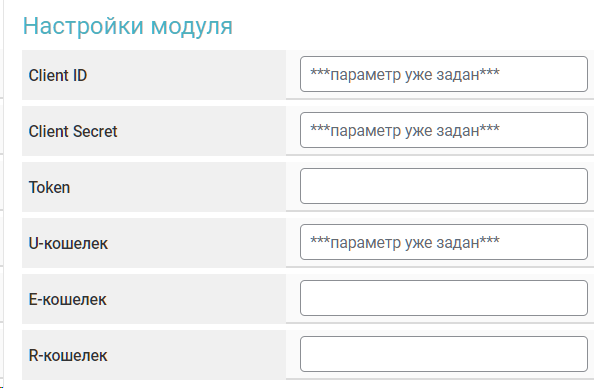 Настройки модуля
Client ID ***параметр уже задан***
Client Secret ***параметр уже задан***
Token
U-кошелек ***параметр уже задан***
E-кошелек
R-кошелек